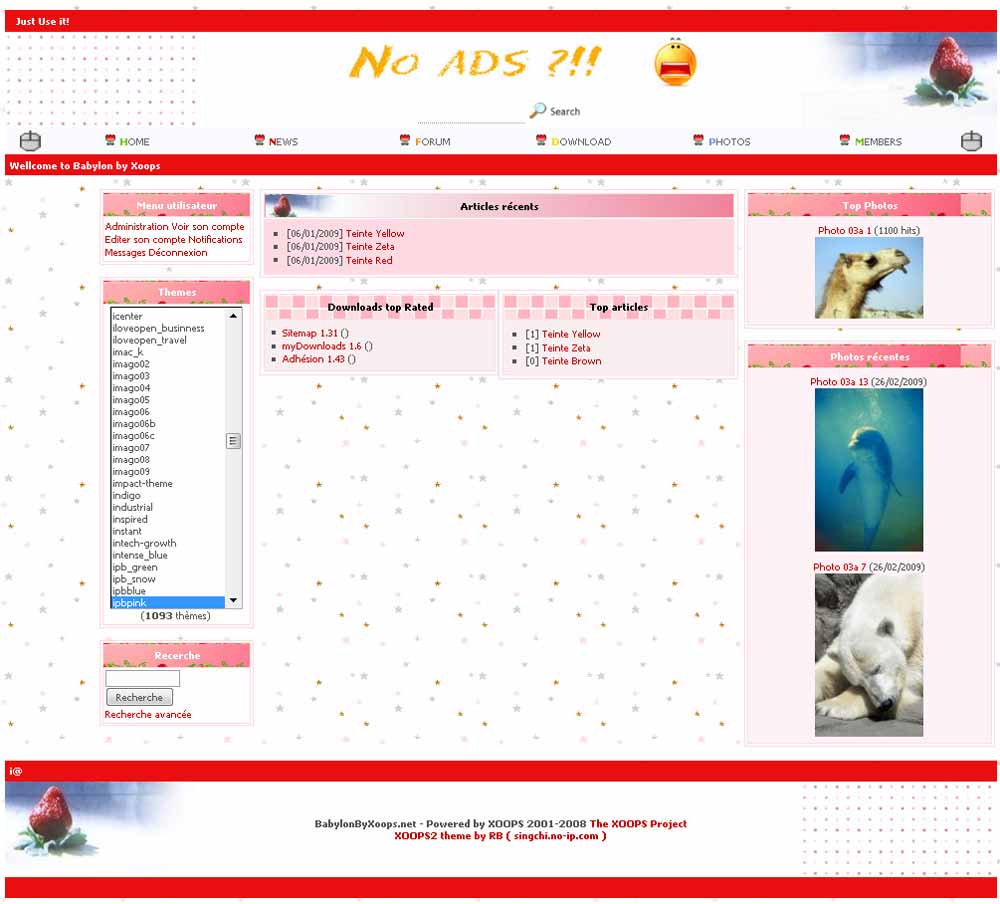 Just Use it!
No ads ?!!
Search
HOME
NEWS
FORUM
DOWNLOAD
PHOTOS
MEMBERS
Wellcome to Babylon by Xoops
Menu utilisateur
Administration Voir son compte
Editer son compte Notifications
Messages Déconnexion
Themes
icenter
iloveopen_businness
iloveopen_travel
imac_k
imago02
imago03
imago04
imago05
imago06
imago06b
imago06c
imago07
imago08
imago09
impact-theme
indigo
industrial
inspired
instant
intech-growth
intense_blue
ipb_green
ipb_snow
ipbblue
ipbpink
(1093 thèmes)
Recerche
Recherche
Recherche avancée
Articles récents
[06/01/2009] Teinte Yellow
[06/01/2009] Teinte Zeta
[06/01/2009] Teinte Red
Downloads top Rated
Sitemap 1.31 ()
myDownloads 1.6 ()
Adhésion 1.43 ()
Top articles
[1] Teinte Yellow
[1] Teinte Zeta
[0] Teinte Brown
Top Photos
Photo 03a 1 (1100 hits)
Photos récentes
Photo 03a 13 (26/02/2009)
Photo 03a 7 (26/02/2009)
i@
BabylonByXoops.net - Powered by XOOPS 2001-2008 The XOOPS Project
XOOPS2 theme by RB ( singchi.no-ip.com )